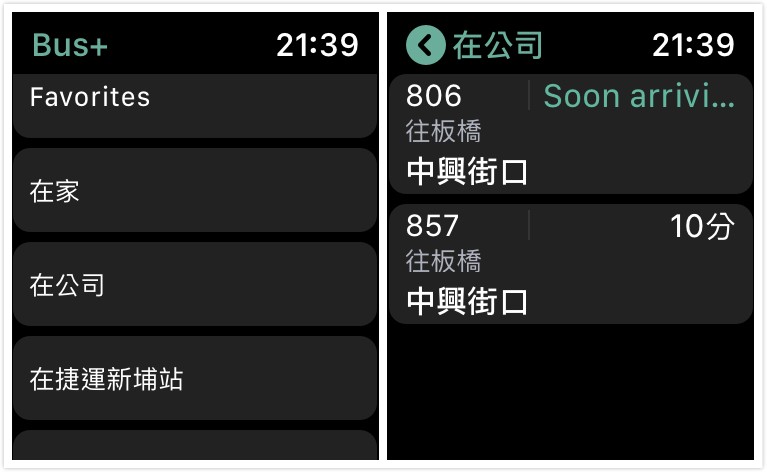 Bus+ 21:39
Favorites
在家
在公司
在捷運新埔站
在公司 21:39
806 Soon arrivi...
往板橋
中興街口
857 10分
往板橋
中興街口